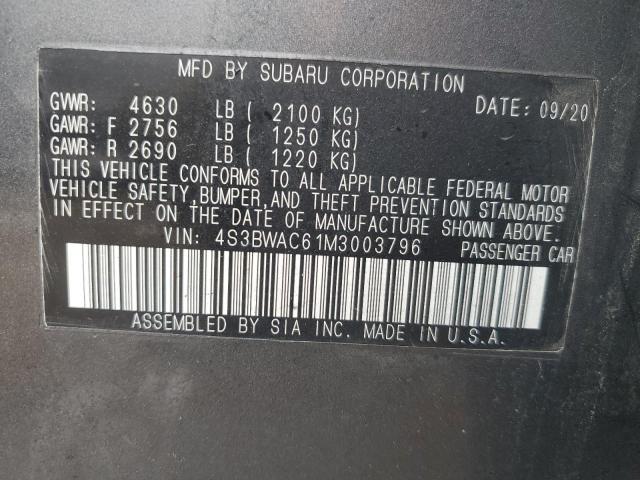 MFD BY SUBARU CORPORATION
GVWR: 4630 LB ( 2100 KG) DATE: 09/20
GAWR: F 2756 LB ( 1250 KG)
GAWR: R 2690 LB ( 1220 KG)
THIS VEHICLE CONFORMS TO ALL APPLICABLE FEDERAL MOTOR
VEHICLE SAFETY,BUMPER,AND THEFT PREVENTION STANDARDS
IN EFFECT ON THE DATE OF MANUFACTURE SHOWN ABOVE.
VIN: 4S3BWAC61M3003796 PASSENGER CAR
ASSEMBLED BY SIA INC. MADE IN U.S.A.